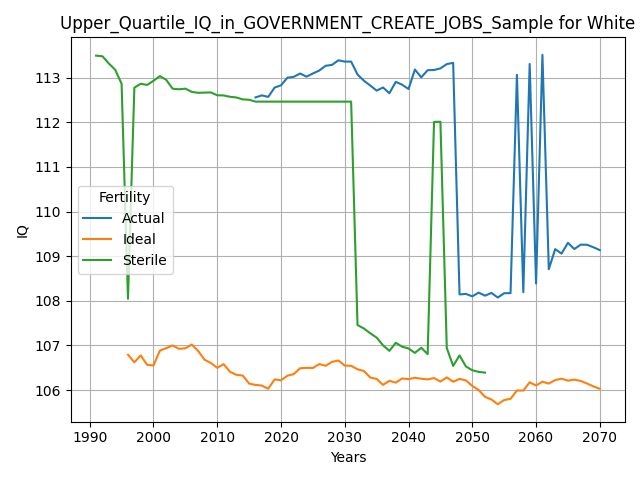 Upper_Quartile_IQ_in_GOVERNMENT_CREATE_JOBS_Sample for White
113
112
111
110
109
108
107
106
IQ
Fertility
Actual
Ideal
Sterile
1990 2000 2010 2020 2030 2040 2050 2060 2070
Years